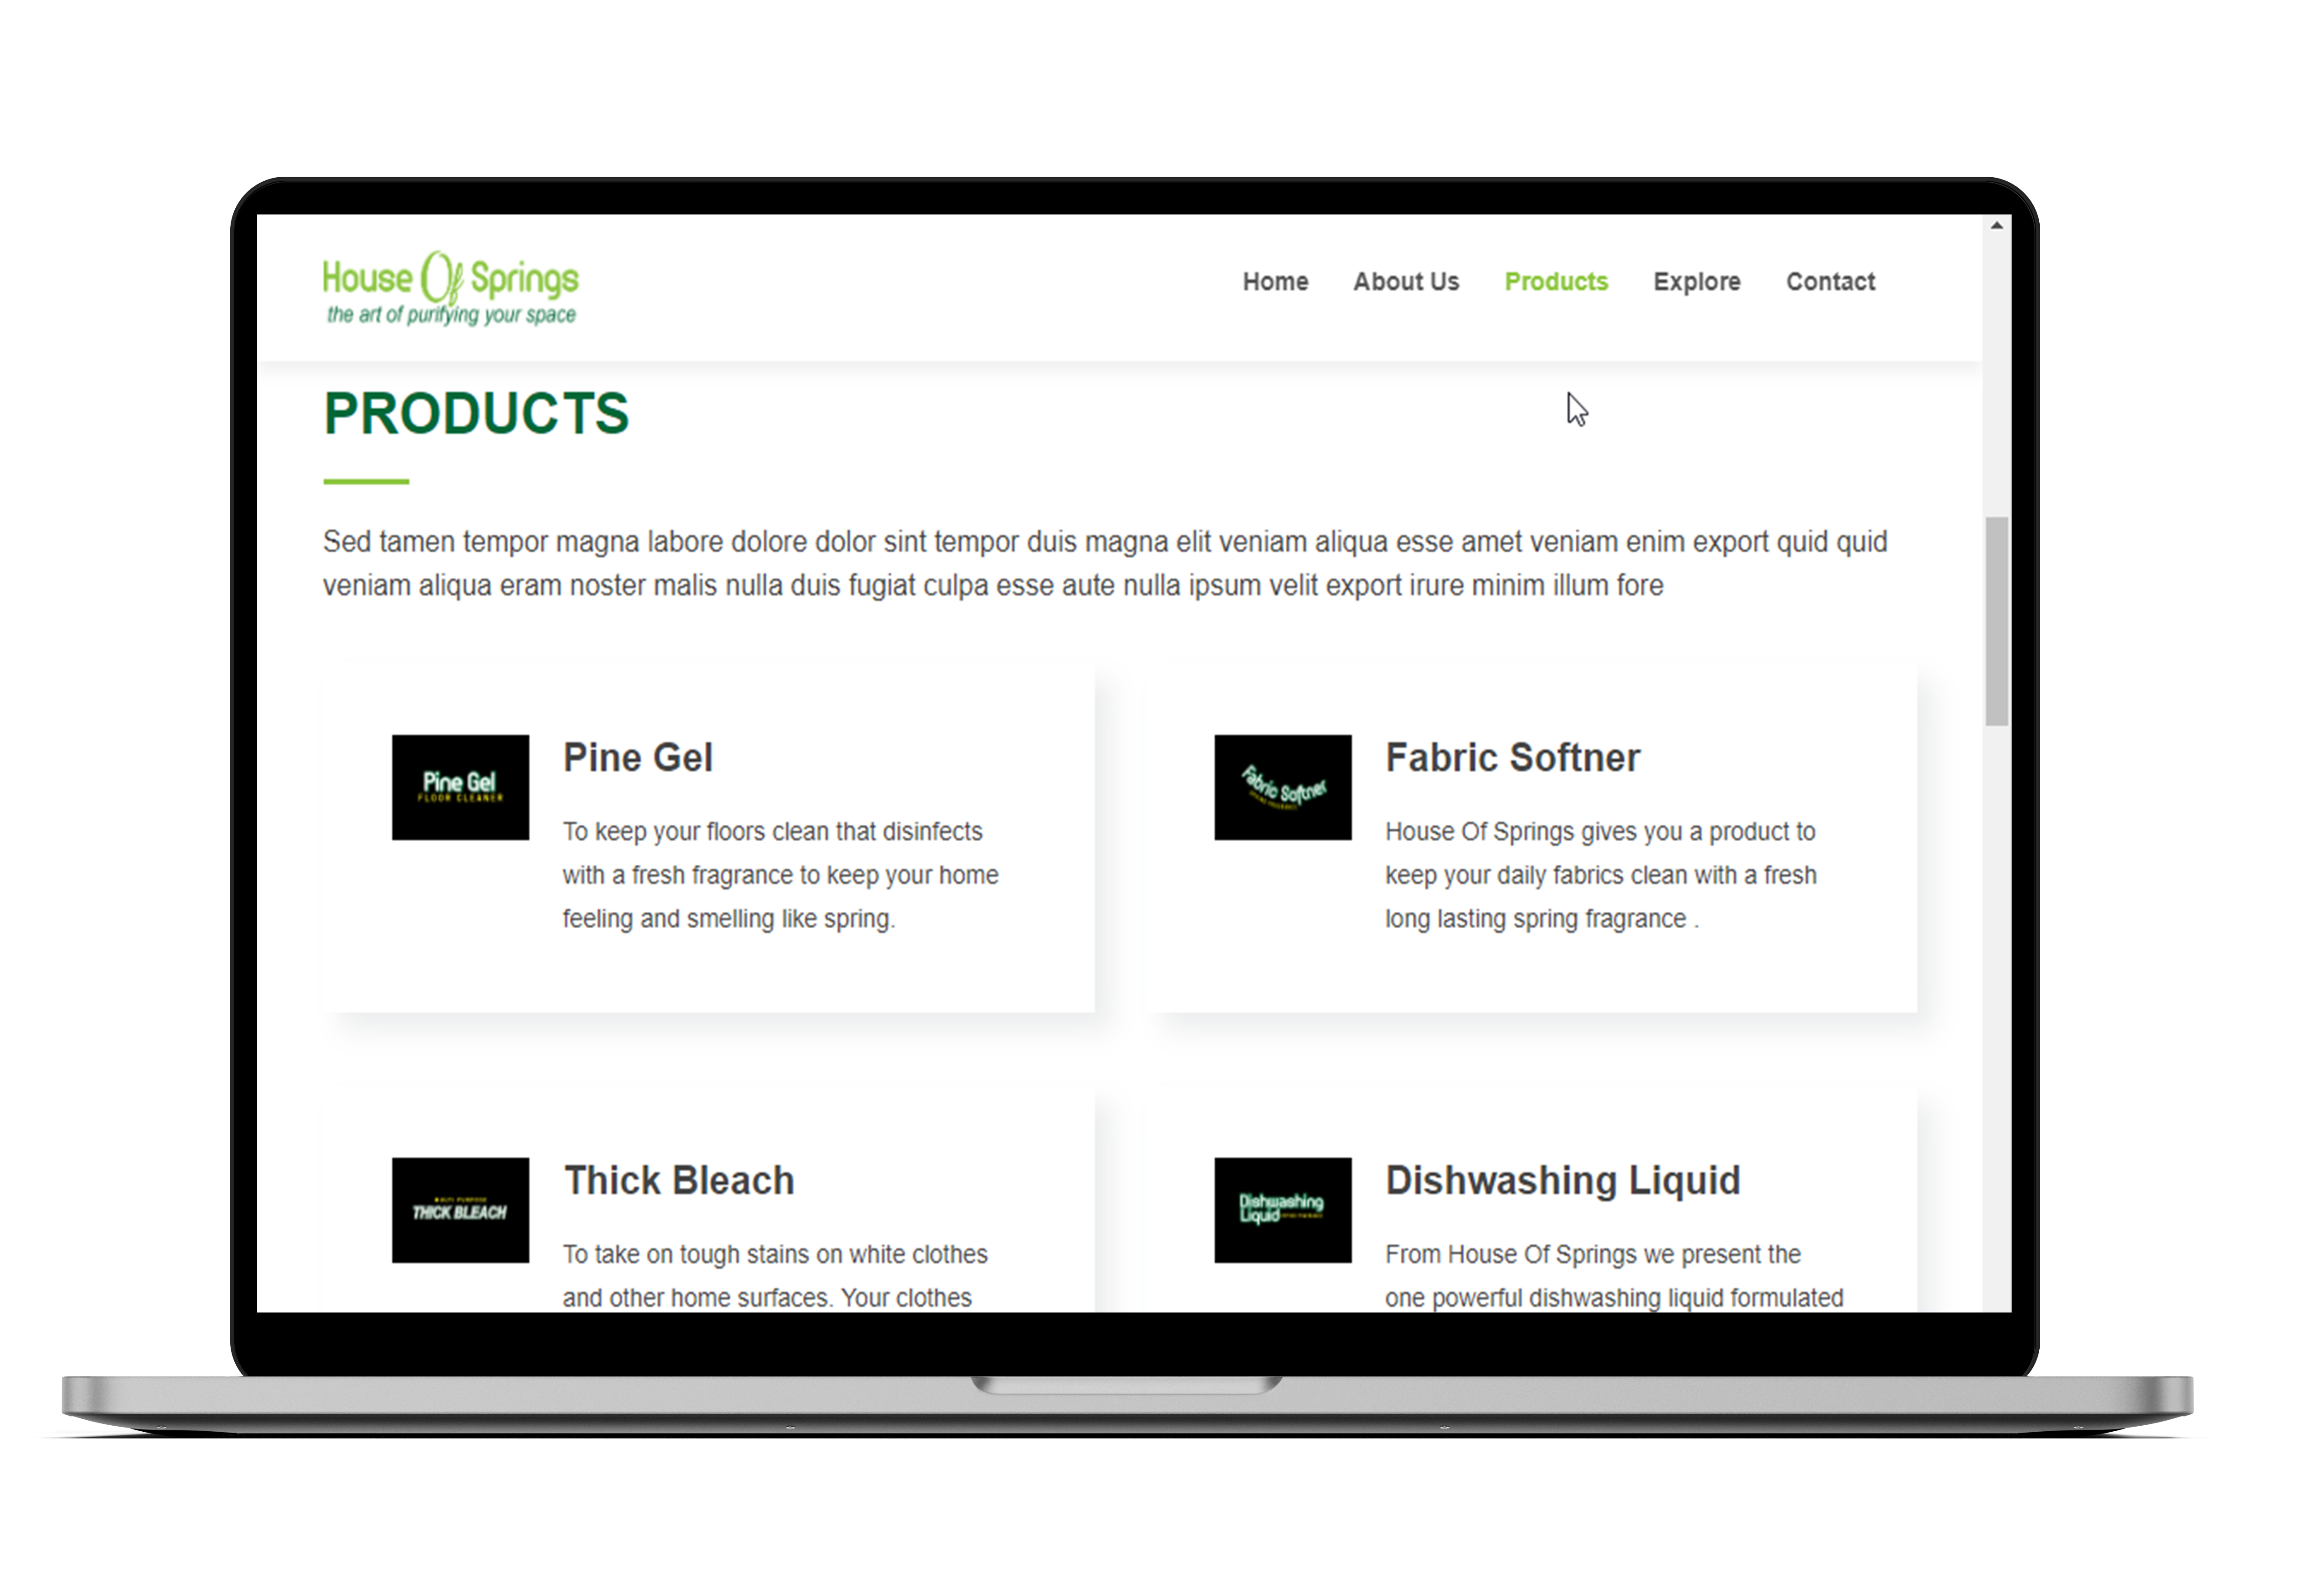 House Of Springs
the art of purifying your space
Home About Us Products Explore Contact
PRODUCTS
Sed tamen tempor magna labore dolore dolor sint tempor duis magna elit veniam aliqua esse amet veniam enim export quid quid
veniam aliqua eram noster malis nulla duis fugiat culpa esse aute nulla ipsum velit export irure minim illum fore
Pine Gel
FLOOR CLEANER
Pine Gel
To keep your floors clean that disinfects
with a fresh fragrance to keep your home
feeling and smelling like spring.
Fabric Softner
Fabric Softner
House Of Springs gives you a product to
keep your daily fabrics clean with a fresh
long lasting spring fragrance .
MULTI PURPOSE
THICK BLEACH
Thick Bleach
To take on tough stains on white clothes
and other home surfaces. Your clothes
Dishwashing
Liquid
Dishwashing Liquid
From House Of Springs we present the
one powerful dishwashing liquid formulated